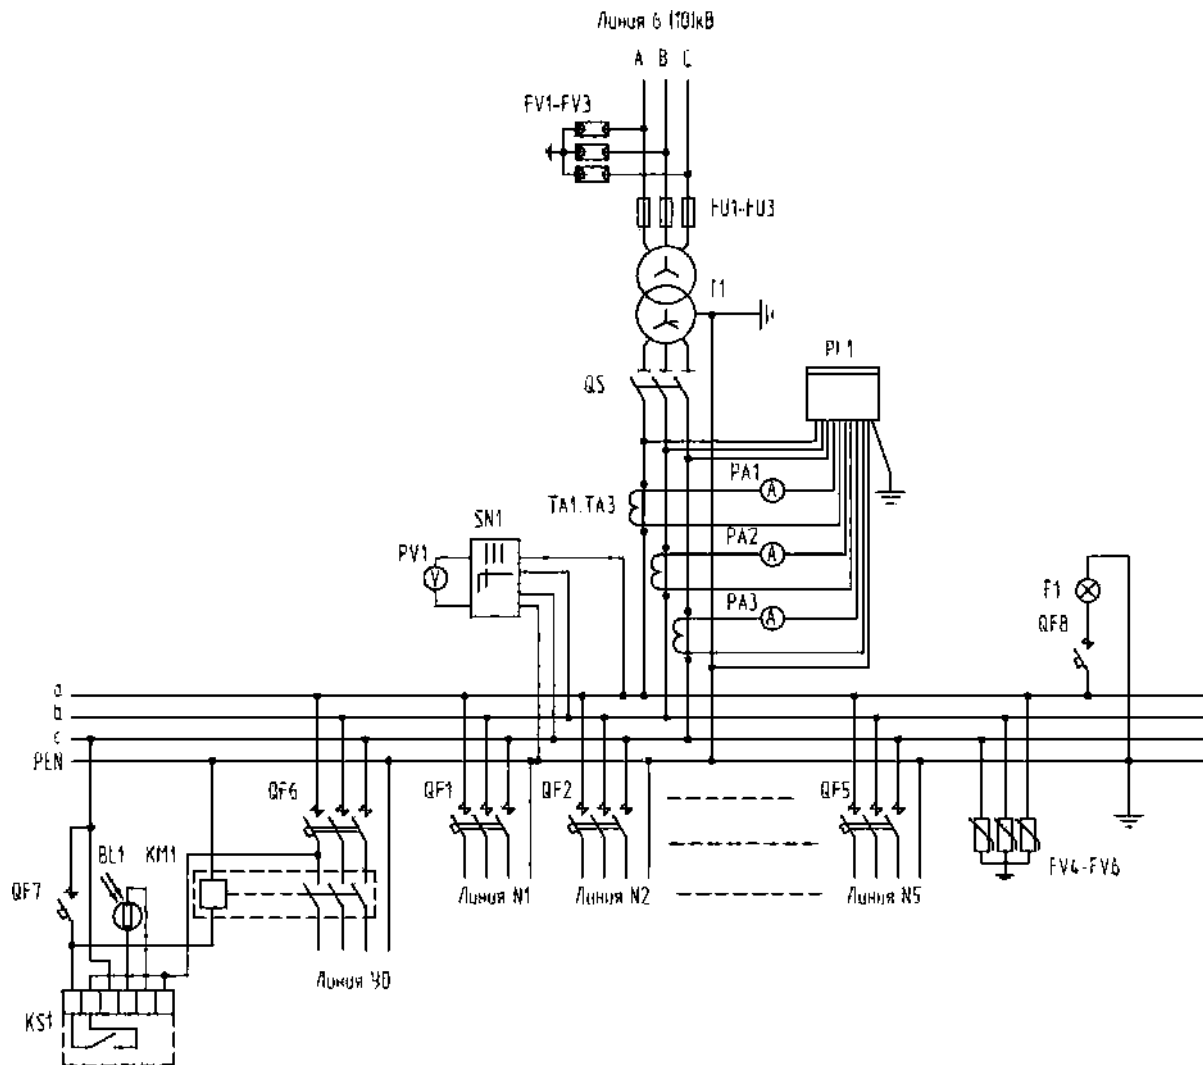 Линия 6 (10)кВ
A B C
FV1-FV3
FU1-FU3
T1
PI 1
QS
PA1
TA1.TA3
SN1
PV1
V
A
PA2
A
PA3
A
F1
QF8
a
b
c
PEN
QF6
QF1
QF2
QF5
BL1
KM1
QF7
Линия N1
Линия N2
Линия N5
FV4-FV6
Линия УО
KS1